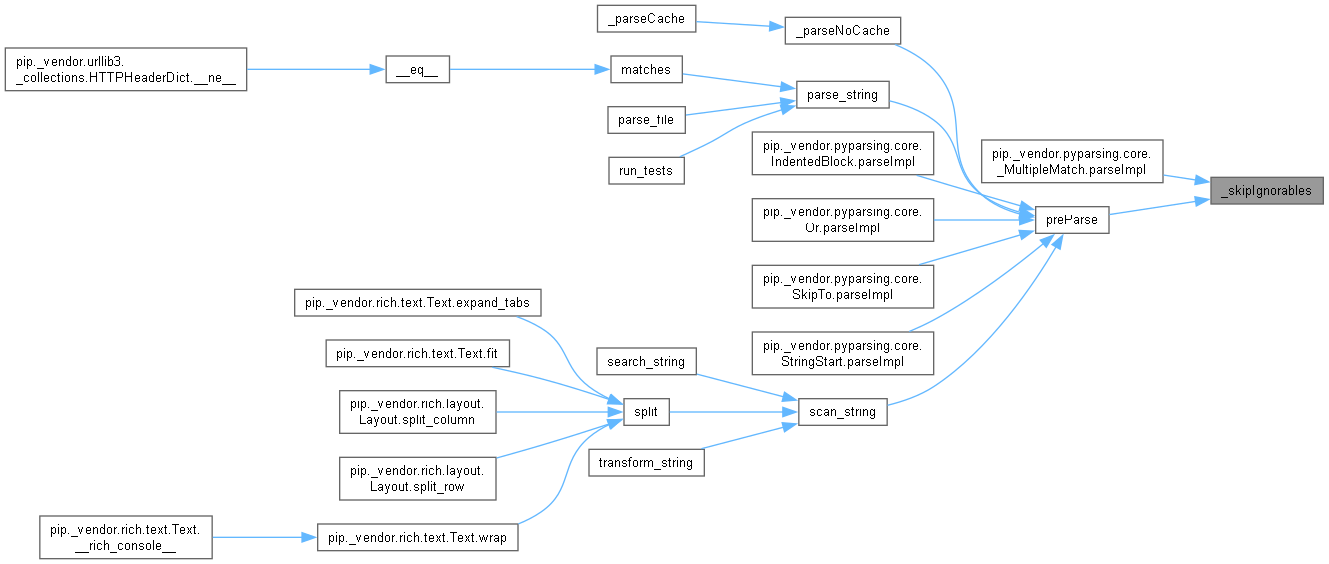 _parseCache
_parseNoCache
pip._vendor.urllib3.
_collections.HTTPHeaderDict.__ne__
__eq__
matches
parse_string
parse_file
run_tests
pip._vendor.pyparsing.core.
IndentedBlock.parseImpl
pip._vendor.pyparsing.core.
_MultipleMatch.parseImpl
_skipIgnorables
pip._vendor.pyparsing.core.
Or.parseImpl
preParse
pip._vendor.pyparsing.core.
SkipTo.parseImpl
pip._vendor.rich.text.Text.expand_tabs
pip._vendor.pyparsing.core.
StringStart.parseImpl
pip._vendor.rich.text.Text.fit
search_string
pip._vendor.rich.layout.
Layout.split_column
split
scan_string
transform_string
pip._vendor.rich.layout.
Layout.split_row
pip._vendor.rich.text.Text.
__rich_console__
pip._vendor.rich.text.Text.wrap